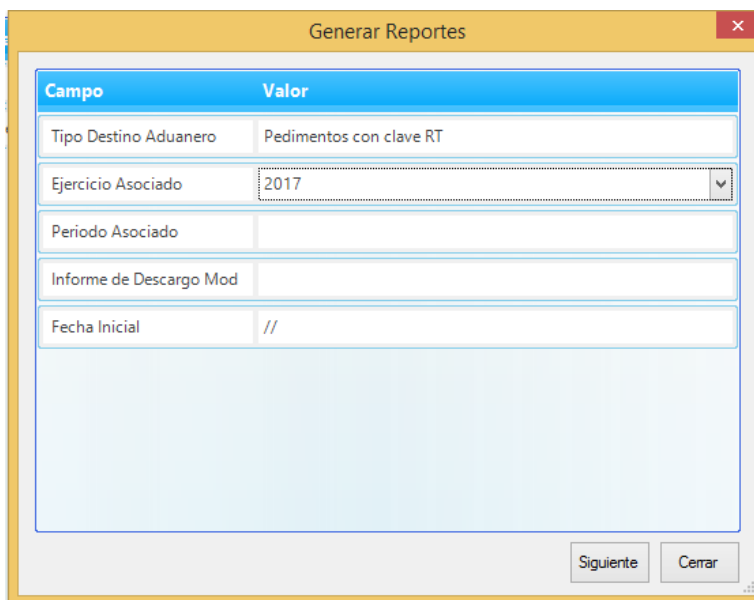 Generar Reportes
Campo Valor
Tipo Destino Aduanero Pedimentos con clave RT
Ejercicio Asociado 2017
Periodo Asociado
Informe de Descargo Mod
Fecha Inicial //
Siguiente Cerrar